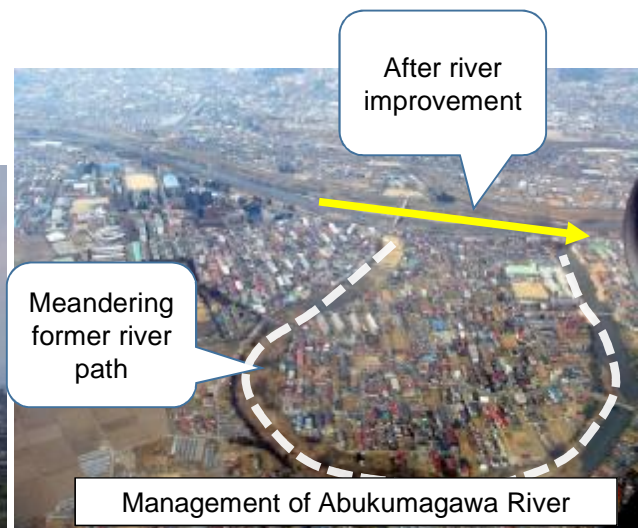 After river
improvement
Meandering
former river
path
Management of Abukumagawa River